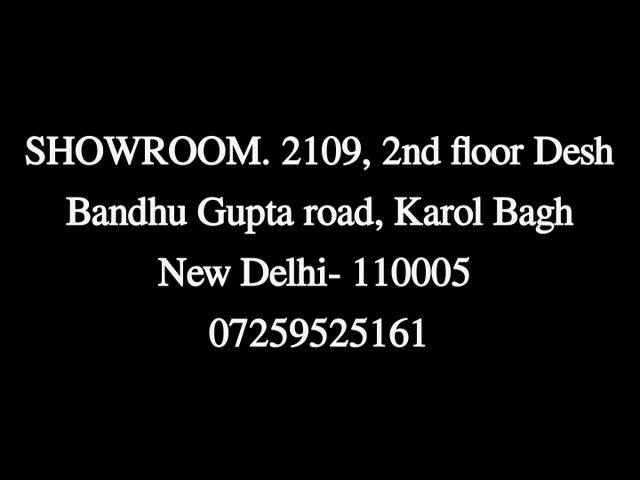 SHOWROOM. 2109, 2nd floor Desh
Bandhu Gupta road, Karol Bagh
New Delhi- 110005
07259525161